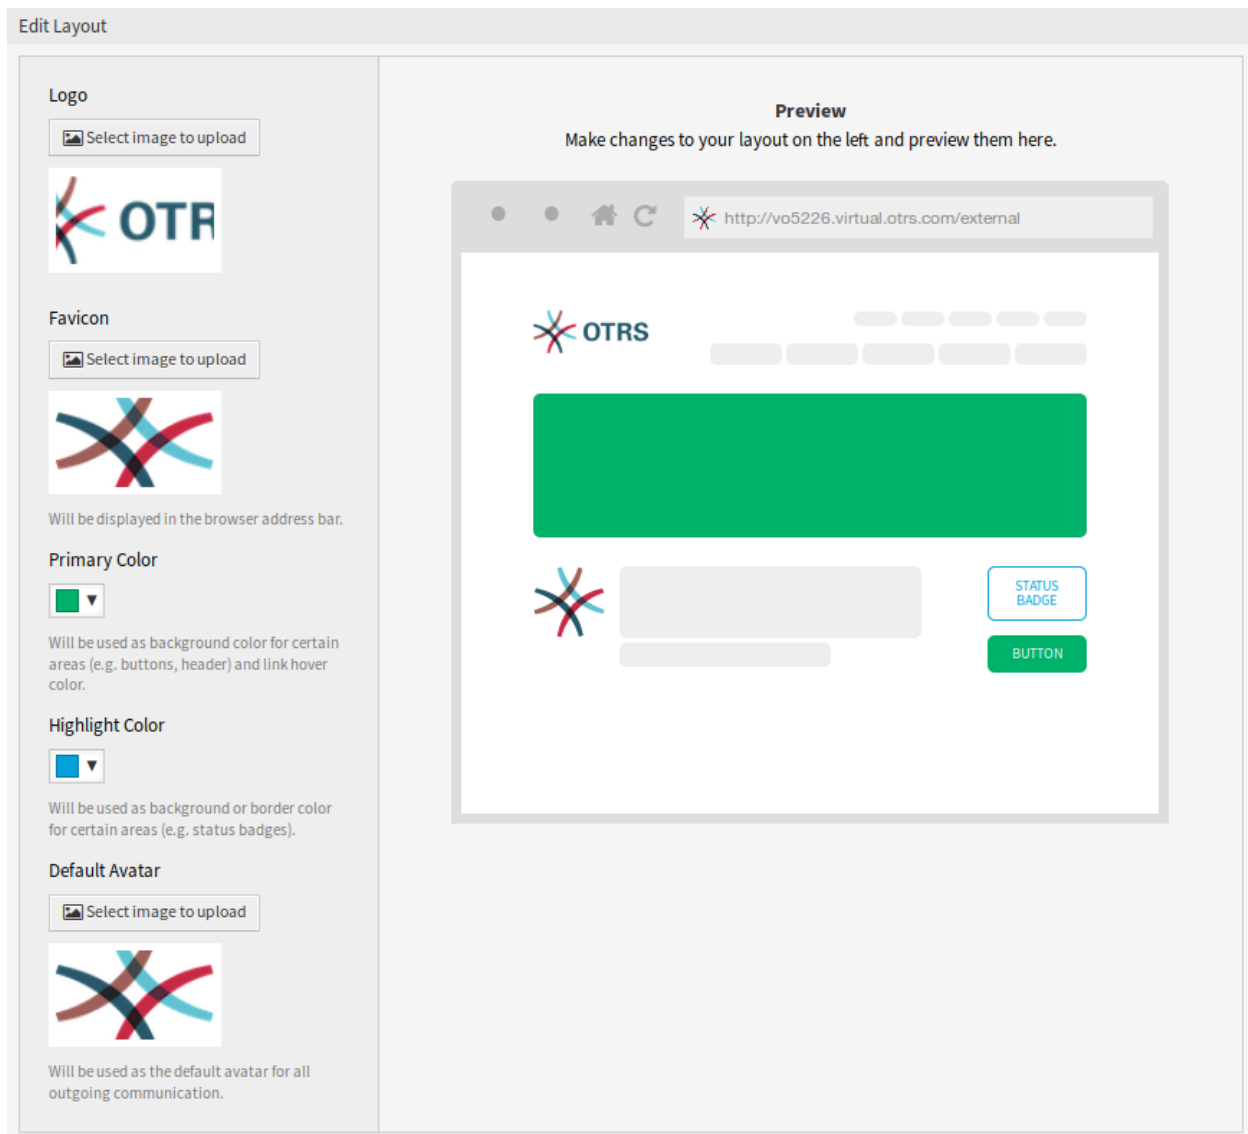 Edit Layout
Logo
Select image to upload
OTR
Favicon
Select image to upload
Will be displayed in the browser address bar.
Primary Color
Will be used as background color for certain
areas (e.g. buttons, header) and link hover
color.
Highlight Color
Will be used as background or border color
for certain areas (e.g. status badges).
Default Avatar
Select image to upload
Will be used as the default avatar for all
outgoing communication.
Preview
Make changes to your layout on the left and preview them here.
http://vo5226.virtual.otrs.com/external
OTRS
STATUS
BADGE
BUTTON